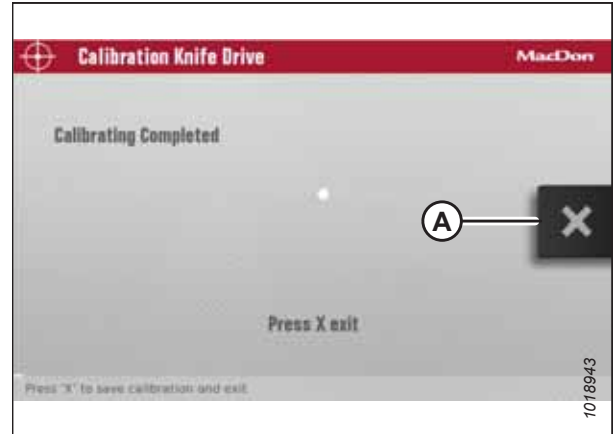 Calibration Knife Drive
MacDon
Calibrating Completed
A
X
Press X exit
Press 'X' to save calibration and exit
1018943